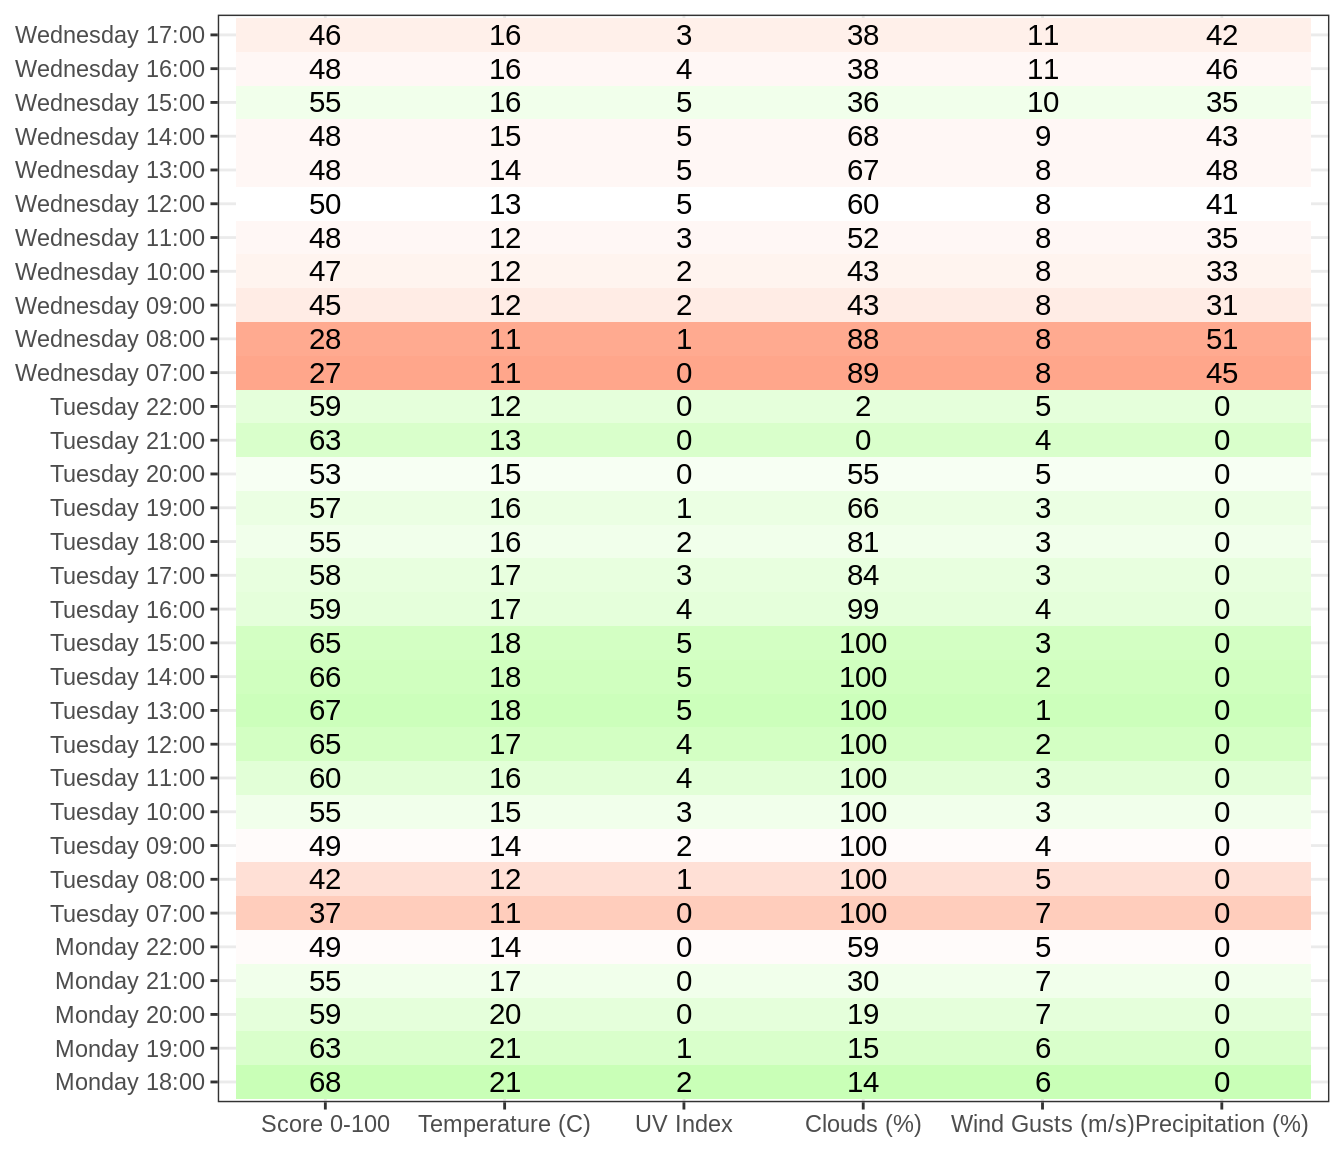 Wednesday 17:00 46 16 3 38 11 42
Wednesday 16:00 48 16 4 38 11 46
Wednesday 15:00 55 16 5 36 10 35
Wednesday 14:00 48 15 5 68 9 43
Wednesday 13:00 48 14 5 67 8 48
Wednesday 12:00 50 13 5 60 8 41
Wednesday 11:00 48 12 3 52 8 35
Wednesday 10:00 47 12 2 43 8 33
Wednesday 09:00 45 12 2 43 8 31
Wednesday 08:00 28 11 1 88 8 51
Wednesday 07:00 27 11 0 89 8 45
Tuesday 22:00 59 12 0 2 5 0
Tuesday 21:00 63 13 0 0 4 0
Tuesday 20:00 53 15 0 55 5 0
Tuesday 19:00 57 16 1 66 3 0
Tuesday 18:00 55 16 2 81 3 0
Tuesday 17:00 58 17 3 84 3 0
Tuesday 16:00 59 17 4 99 4 0
Tuesday 15:00 65 18 5 100 3 0
Tuesday 14:00 66 18 5 100 2 0
Tuesday 13:00 67 18 5 100 1 0
Tuesday 12:00 65 17 4 100 2 0
Tuesday 11:00 60 16 4 100 3 0
Tuesday 10:00 55 15 3 100 3 0
Tuesday 09:00 49 14 2 100 4 0
Tuesday 08:00 42 12 1 100 5 0
Tuesday 07:00 37 11 0 100 7 0
Monday 22:00 49 14 0 59 5 0
Monday 21:00 55 17 0 30 7 0
Monday 20:00 59 20 0 19 7 0
Monday 19:00 63 21 1 15 6 0
Monday 18:00 68 21 2 14 6 0
Score 0-100 Temperature (C) UV Index Clouds (%) Wind Gusts (m/s) Precipitation (%)